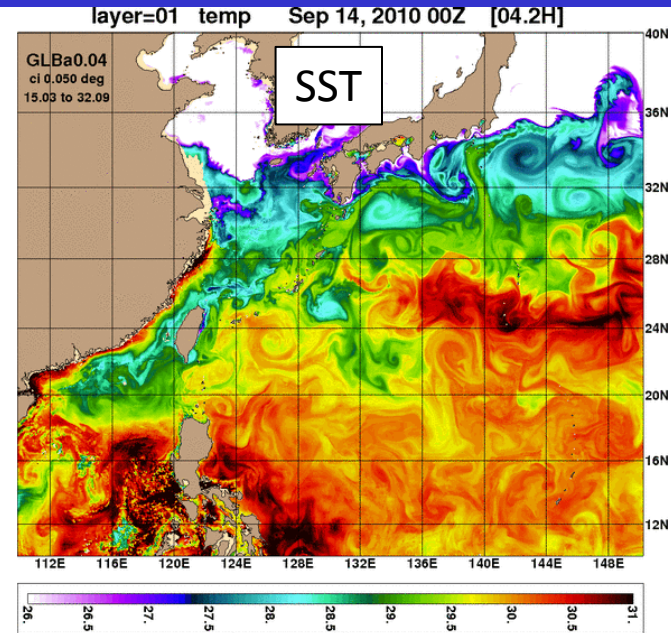 layer=01 temp Sep 14, 2010 00Z [04.2H]
GLBa0.04
ci 0.050 deg
15.03 to 32.09
SST
40N
36N
32N
28N
24N
20N
16N
12N
112E 116E 120E 124E 128E 132E 136E 140E 144E 148E
26. 26.5 27. 27.5 28. 28.5 29. 29.5 30. 30.5 31.